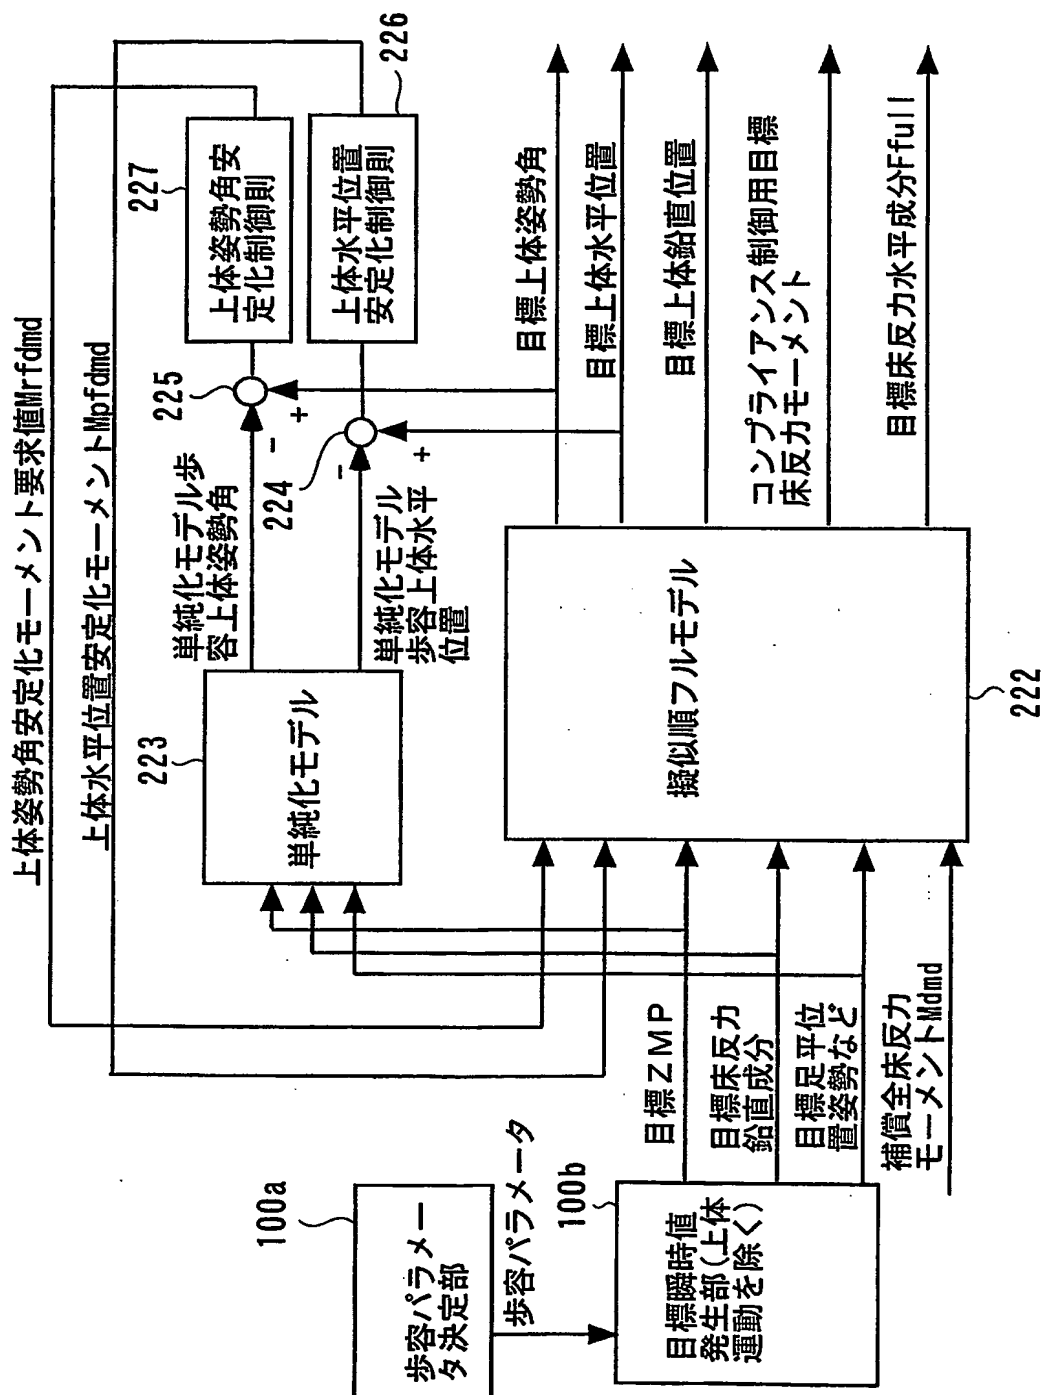 上体姿勢角安定化モーメント要求値Mrfdmd
上体水平位置安定化モーメントMpfdmd
227
上体姿勢角安
定化制御則
226
上体水平位置
安定化制御則
225
+
-
224
-
+
単純化モデル歩
容上体姿勢角
単純化モデル
歩容上体水平
位置
223
単純化モデル
目標上体姿勢角
目標上体水平位置
目標上体鉛直位置
コンプライアンス制御用目標
床反力モーメント
目標床反力水平成分Ffull
擬似順フルモデル
222
目標ZMP
目標床反力
鉛直成分
目標足平位
置姿勢など
補償全床反力
モーメントMdmd
100a
歩容パラメー
タ決定部
歩容パラメータ
100b
目標瞬時値
発生部(上体
運動を除く)